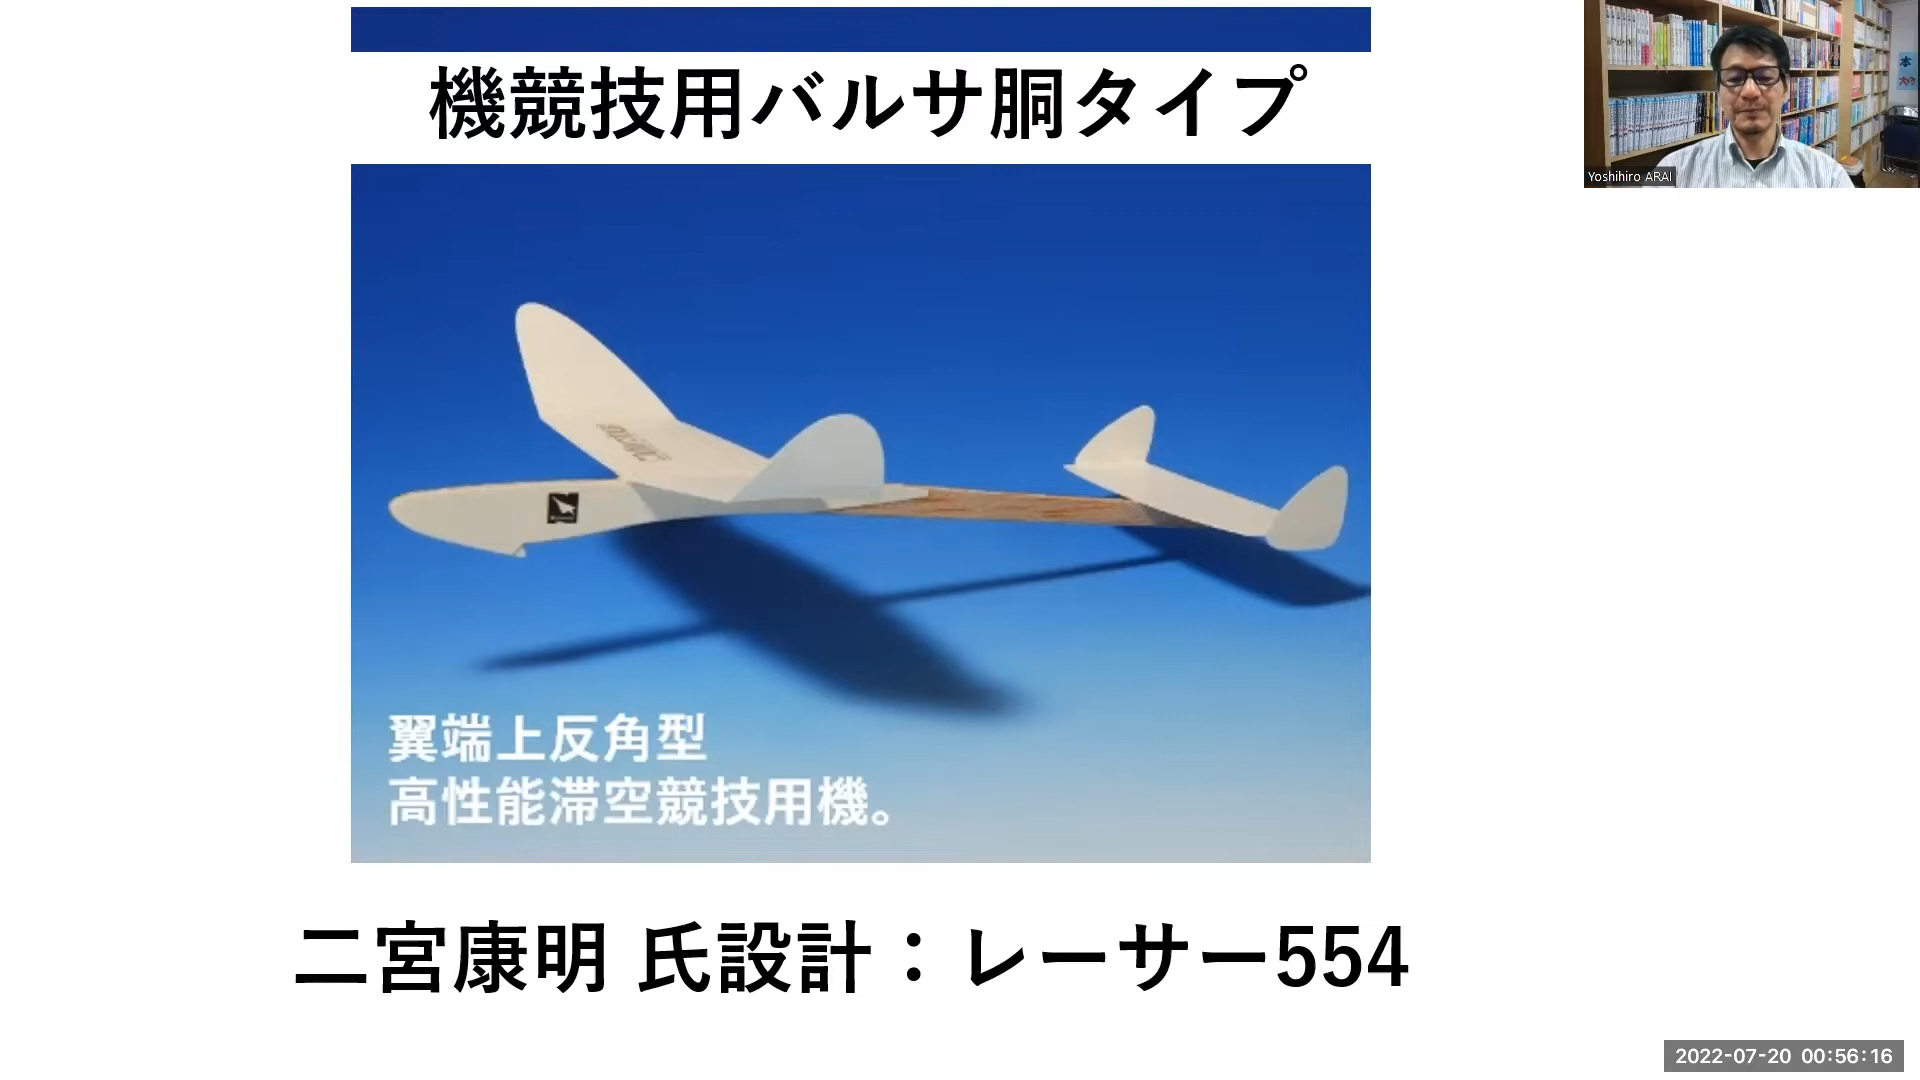 機競技用バルサ胴タイプ
Yoshihiro ARAI
翼端上反角型
高性能滞空競技用機。
二宮康明 氏設計：レーサー554
2022-07-20 00:56:16